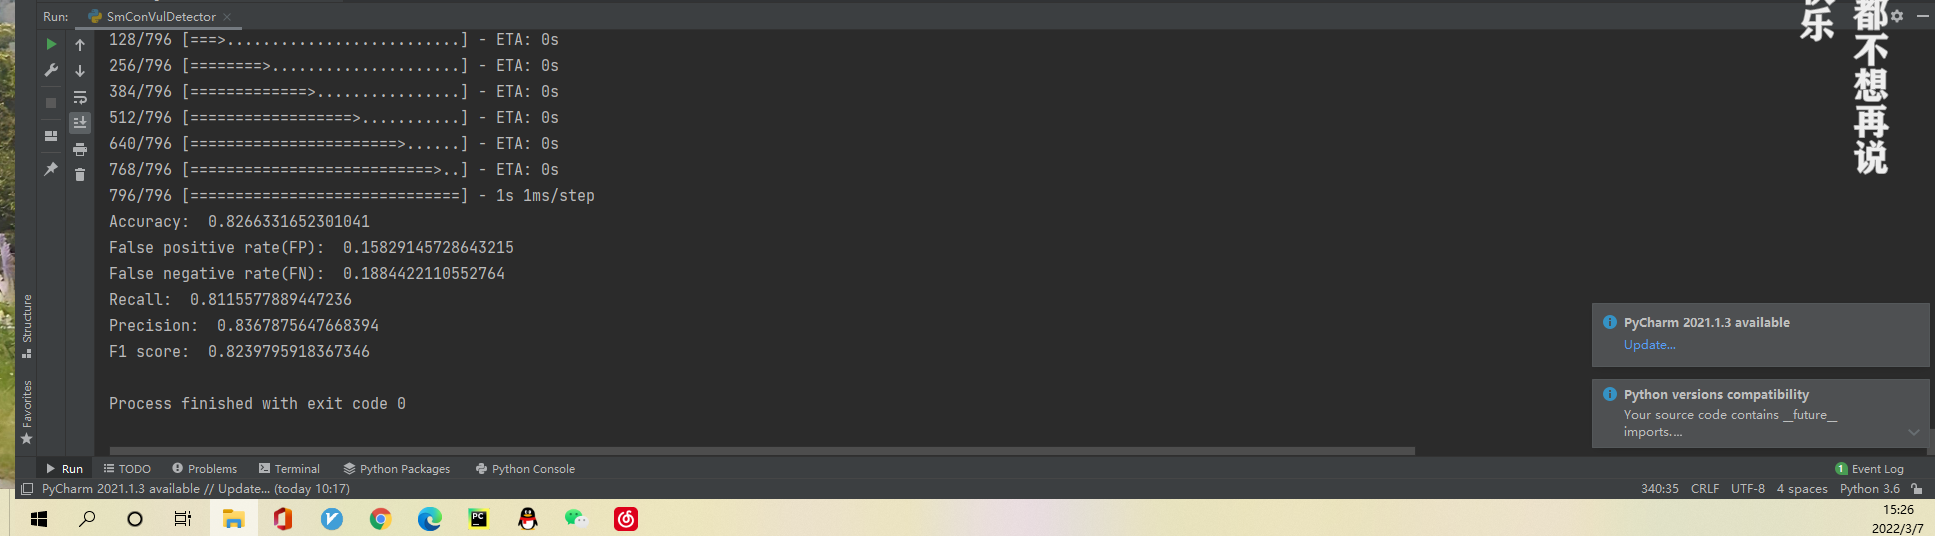 Run: SmConVulDetector
128/796 [===>..........................] - ETA: 0s
256/796 [========>.....................] - ETA: 0s
384/796 [=============>................] - ETA: 0s
512/796 [==================>...........] - ETA: 0s
640/796 [=======================>......] - ETA: 0s
768/796 [===========================>..] - ETA: 0s
796/796 [==============================] - 1s 1ms/step
Accuracy:  0.8266331652301041
False positive rate(FP):  0.15829145728643215
False negative rate(FN):  0.1884422110552764
Recall:  0.8115577889447236
Precision:  0.8367875647668394
F1 score:  0.8239795918367346
Process finished with exit code 0
Structure
Favorites
都不想再说
乐
PyCharm 2021.1.3 available
Update...
Python versions compatibility
Your source code contains __future__
imports....
Run TODO Problems Terminal Python Packages Python Console
1 Event Log
PyCharm 2021.1.3 available // Update... (today 10:17)
340:35 CRLF UTF-8 4 spaces Python 3.6
PC
15:26
2022/3/7